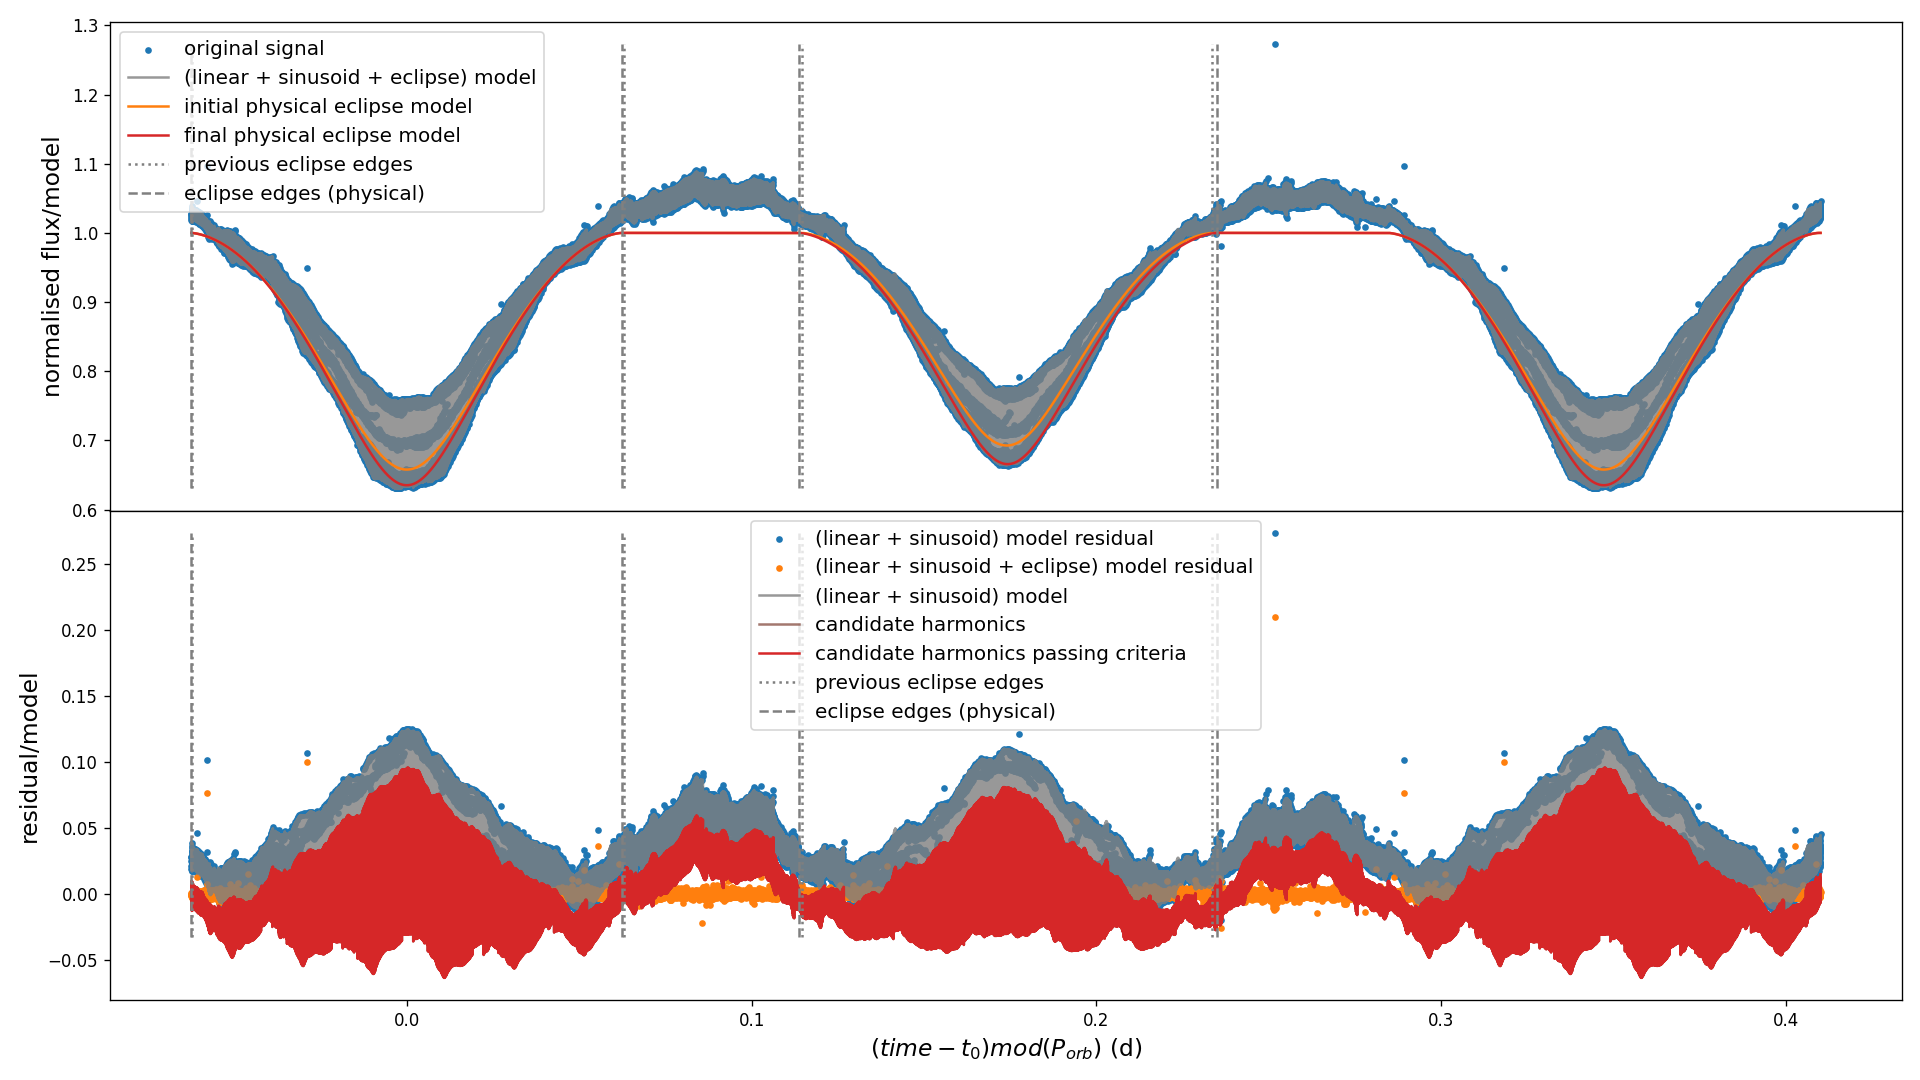 normalised flux/model
1.3
1.2
1.1
1.0
0.9
0.8
0.7
0.6
original signal
(linear + sinusoid + eclipse) model
initial physical eclipse model
final physical eclipse model
previous eclipse edges
eclipse edges (physical)
residual/model
0.25
0.20
0.15
0.10
0.05
0.00
−0.05
(linear + sinusoid) model residual
(linear + sinusoid + eclipse) model residual
(linear + sinusoid) model
candidate harmonics
candidate harmonics passing criteria
previous eclipse edges
eclipse edges (physical)
0.0 0.1 0.2 0.3 0.4
(time − t₀)mod(P_orb) (d)